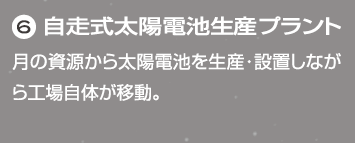 ❻ 自走式太陽電池生産プラント
月の資源から太陽電池を生産・設置しなが
ら工場自体が移動。